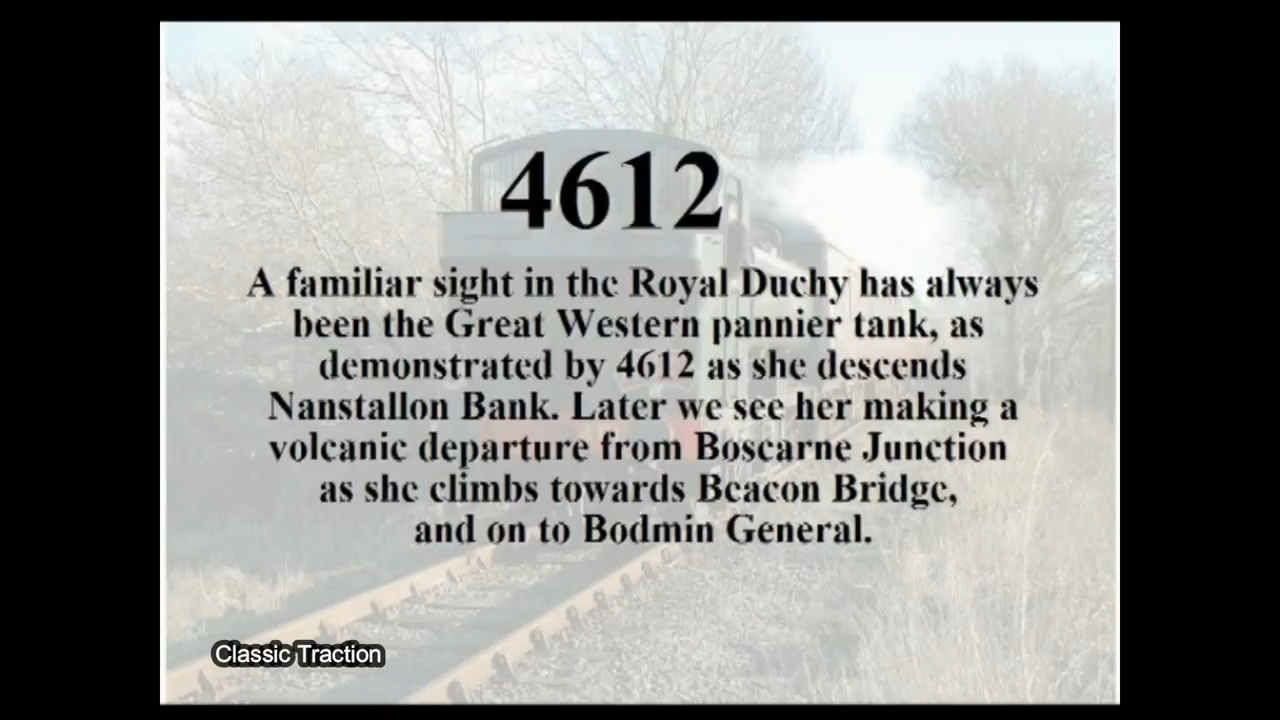 4612
A familiar sight in the Royal Duchy has always
been the Great Western pannier tank, as
demonstrated by 4612 as she descends
Nanstallon Bank. Later we see her making a
volcanic departure from Boscarne Junction
as she climbs towards Beacon Bridge,
and on to Bodmin General.
Classic Traction